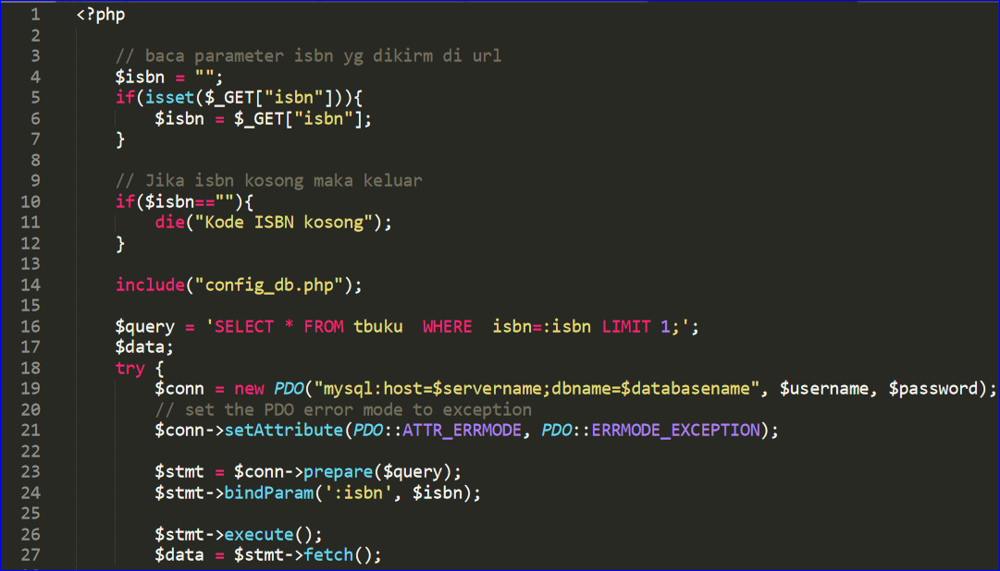 1 <?php
2
3 // baca parameter isbn yg dikirm di url
4 $isbn = "";
5 if(isset($_GET["isbn"])){
6 $isbn = $_GET["isbn"];
7 }
8
9 // Jika isbn kosong maka keluar
10 if($isbn==""){
11 die("Kode ISBN kosong");
12 }
13
14 include("config_db.php");
15
16 $query = 'SELECT * FROM tbuku  WHERE  isbn=:isbn LIMIT 1;';
17 $data;
18 try {
19 $conn = new PDO("mysql:host=$servername;dbname=$databasename", $username, $password);
20 // set the PDO error mode to exception
21 $conn->setAttribute(PDO::ATTR_ERRMODE, PDO::ERRMODE_EXCEPTION);
22
23 $stmt = $conn->prepare($query);
24 $stmt->bindParam(':isbn', $isbn);
25
26 $stmt->execute();
27 $data = $stmt->fetch();